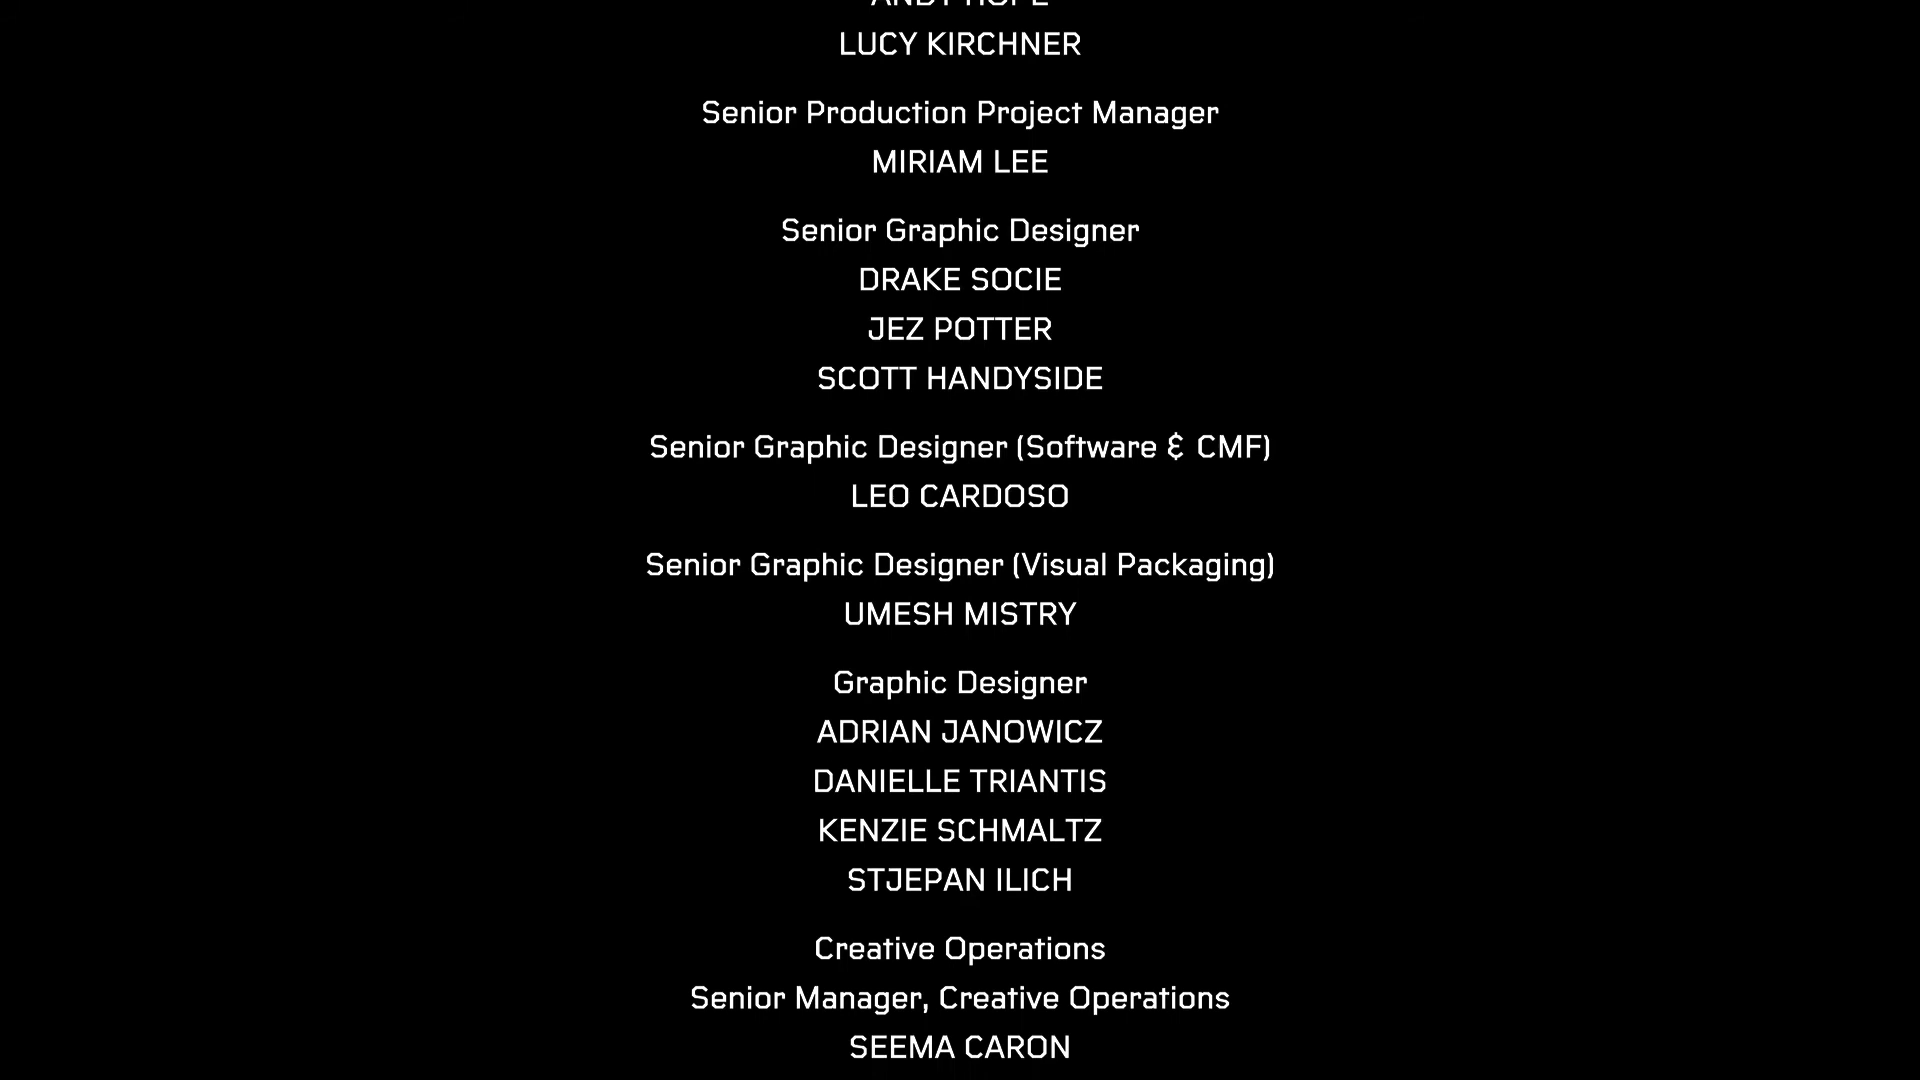 ANDY HOPE
LUCY KIRCHNER
Senior Production Project Manager
MIRIAM LEE
Senior Graphic Designer
DRAKE SOCIE
JEZ POTTER
SCOTT HANDYSIDE
Senior Graphic Designer (Software & CMF)
LEO CARDOSO
Senior Graphic Designer (Visual Packaging)
UMESH MISTRY
Graphic Designer
ADRIAN JANOWICZ
DANIELLE TRIANTIS
KENZIE SCHMALTZ
STJEPAN ILICH
Creative Operations
Senior Manager, Creative Operations
SEEMA CARON